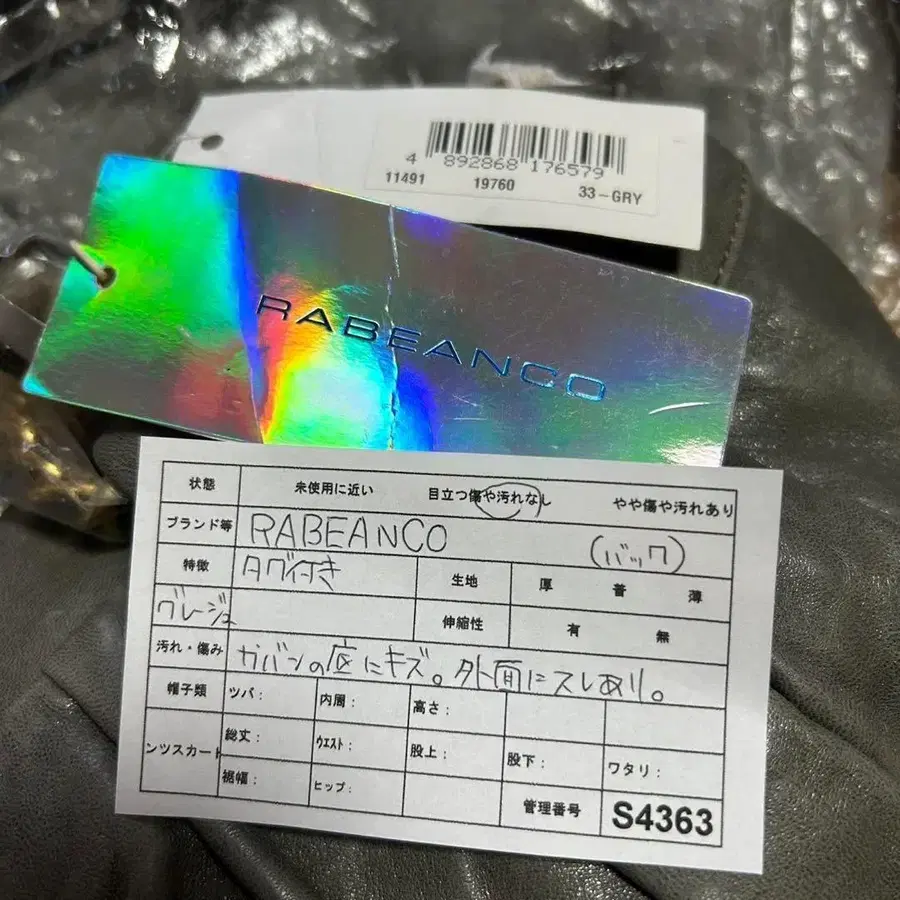 4 892868 176579
11491 19760 33-GRY
RABEANCO
状態 未使用に近い 目立つ傷や汚れなし やや傷や汚れあり
ブランド等 RABEANCO (バック)
特徴 タグ付き 生地 厚 普 薄
グレージュ 伸縮性 有 無
汚れ・傷み カバンの底にキズ。外面にスレあり。
帽子類 ツバ: 内周: 高さ:
ンツスカート 総丈: ウエスト: 股上: 股下: ワタリ:
裾幅: ヒップ: 管理番号 S4363